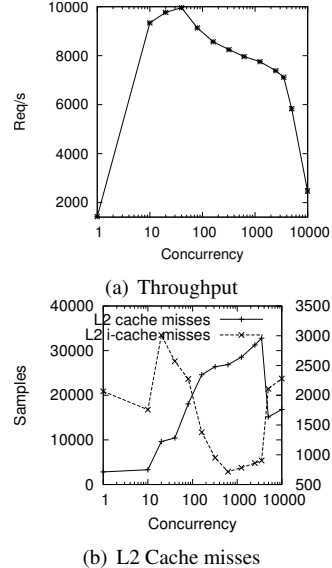 10000
8000
6000
4000
2000
Req/s
1 10 100 1000 10000
Concurrency
(a) Throughput
40000
30000
20000
10000
0
Samples
L2 cache misses
L2 i-cache misses
3500
3000
2500
2000
1500
1000
500
1 10 100 1000 10000
Concurrency
(b) L2 Cache misses